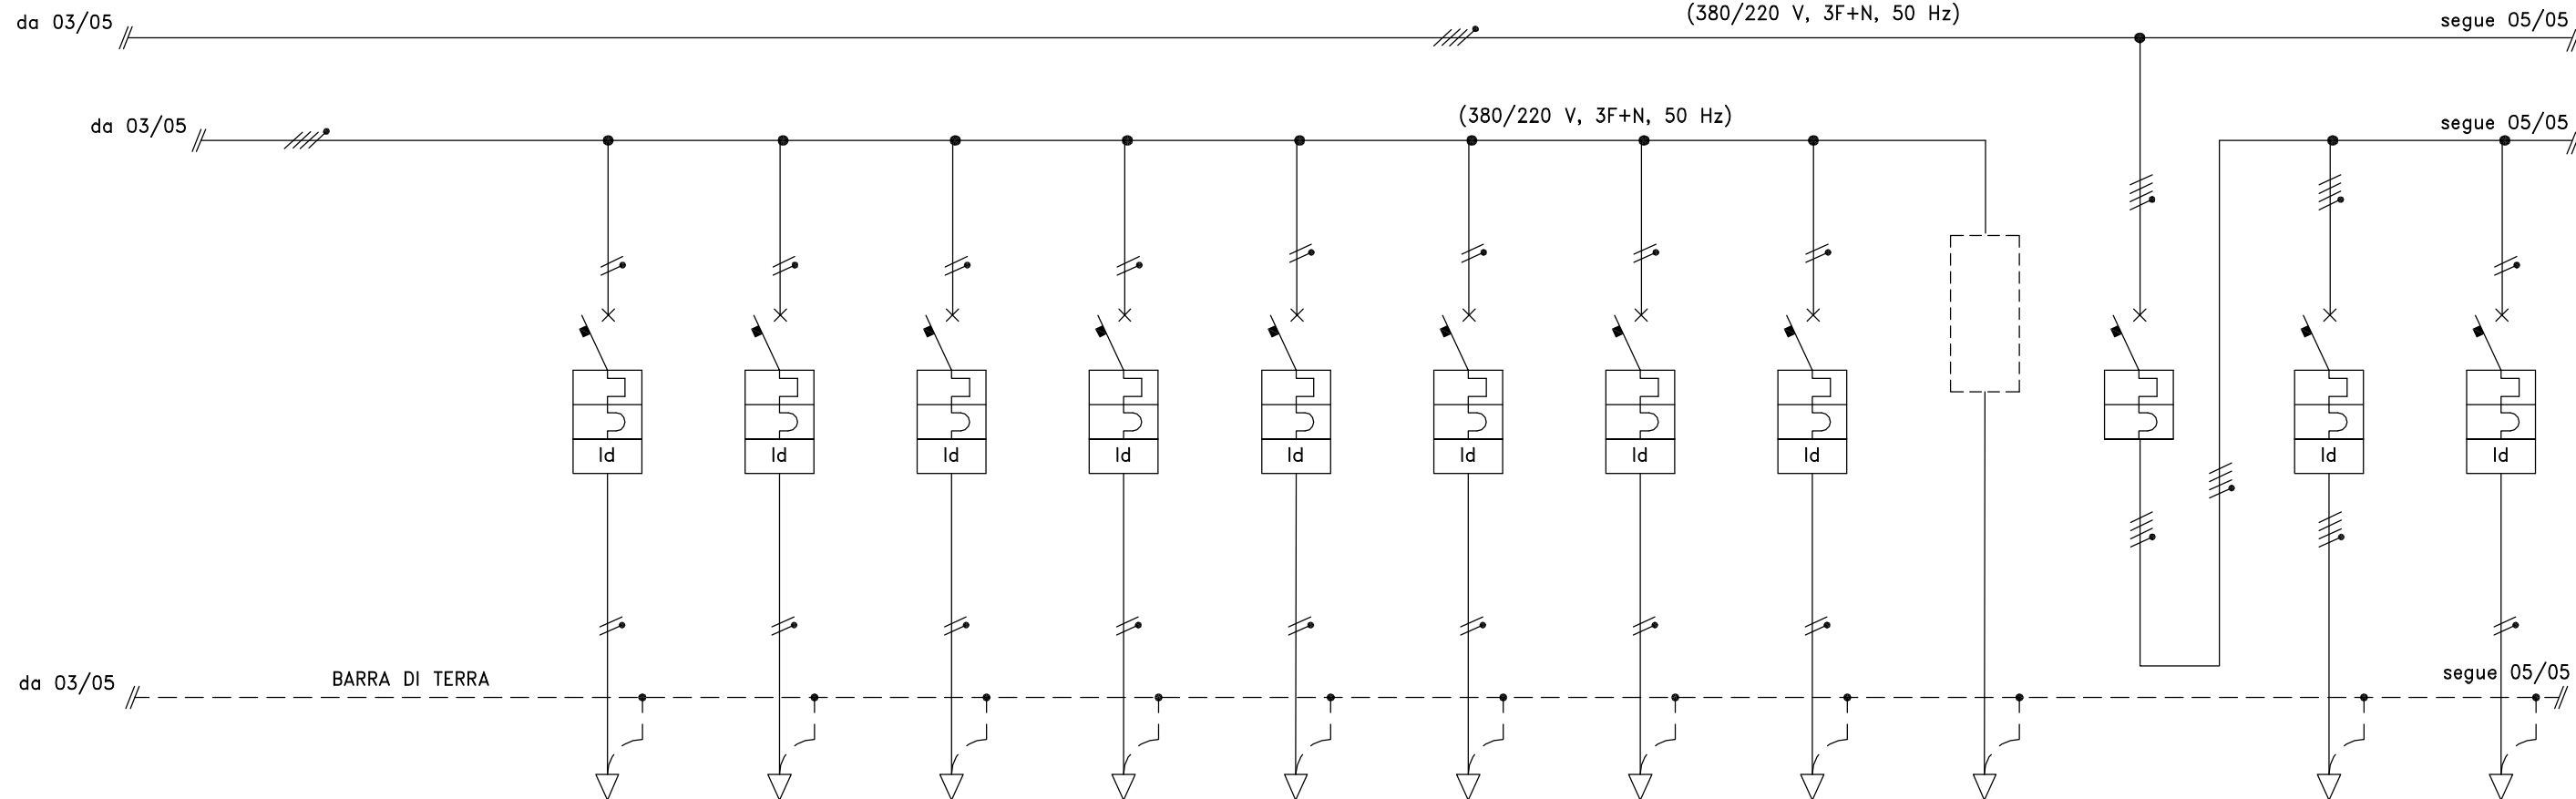 da 03/05
(380/220 V, 3F+N, 50 Hz)
segue 05/05
da 03/05
(380/220 V, 3F+N, 50 Hz)
segue 05/05
Id
Id
Id
Id
Id
Id
Id
Id
Id
Id
da 03/05
BARRA DI TERRA
segue 05/05